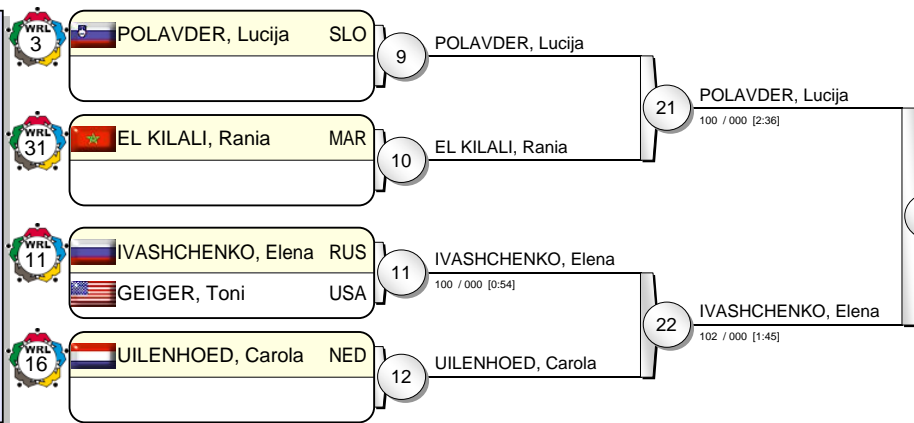 WRL
3
POLAVDER, Lucija SLO
9
POLAVDER, Lucija
21
POLAVDER, Lucija
100 / 000 [2:36]
WRL
31
EL KILALI, Rania MAR
10
EL KILALI, Rania
WRL
11
IVASHCHENKO, Elena RUS
GEIGER, Toni USA
11
IVASHCHENKO, Elena
100 / 000 [0:54]
22
IVASHCHENKO, Elena
102 / 000 [1:45]
WRL
16
UILENHOED, Carola NED
12
UILENHOED, Carola